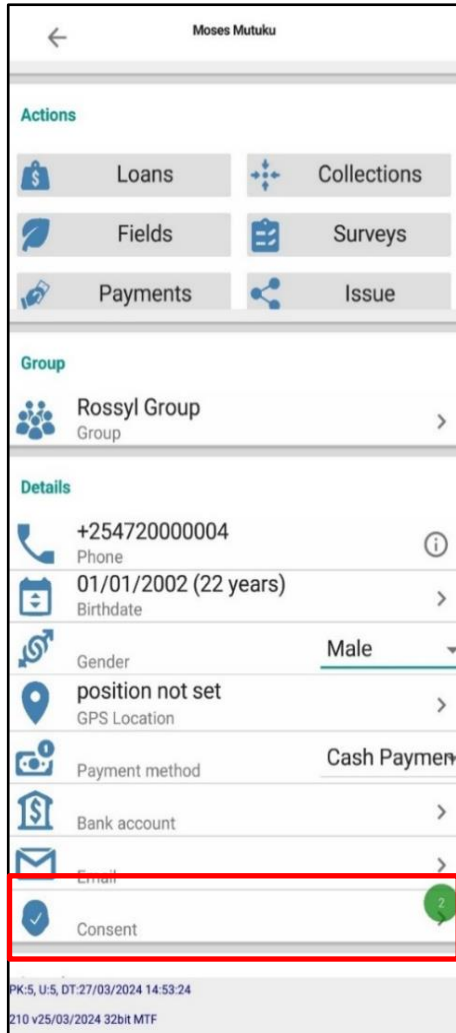 Moses Mutuku
Actions
Loans
Collections
Fields
Surveys
Payments
Issue
Group
Rossyl Group
Group
Details
+254720000004
Phone
01/01/2002 (22 years)
Birthdate
Gender
Male
position not set
GPS Location
Payment method
Cash Paymen
Bank account
Email
2
Consent
PK:5, U:5, DT:27/03/2024 14:53:24
210 v25/03/2024 32bit MTF